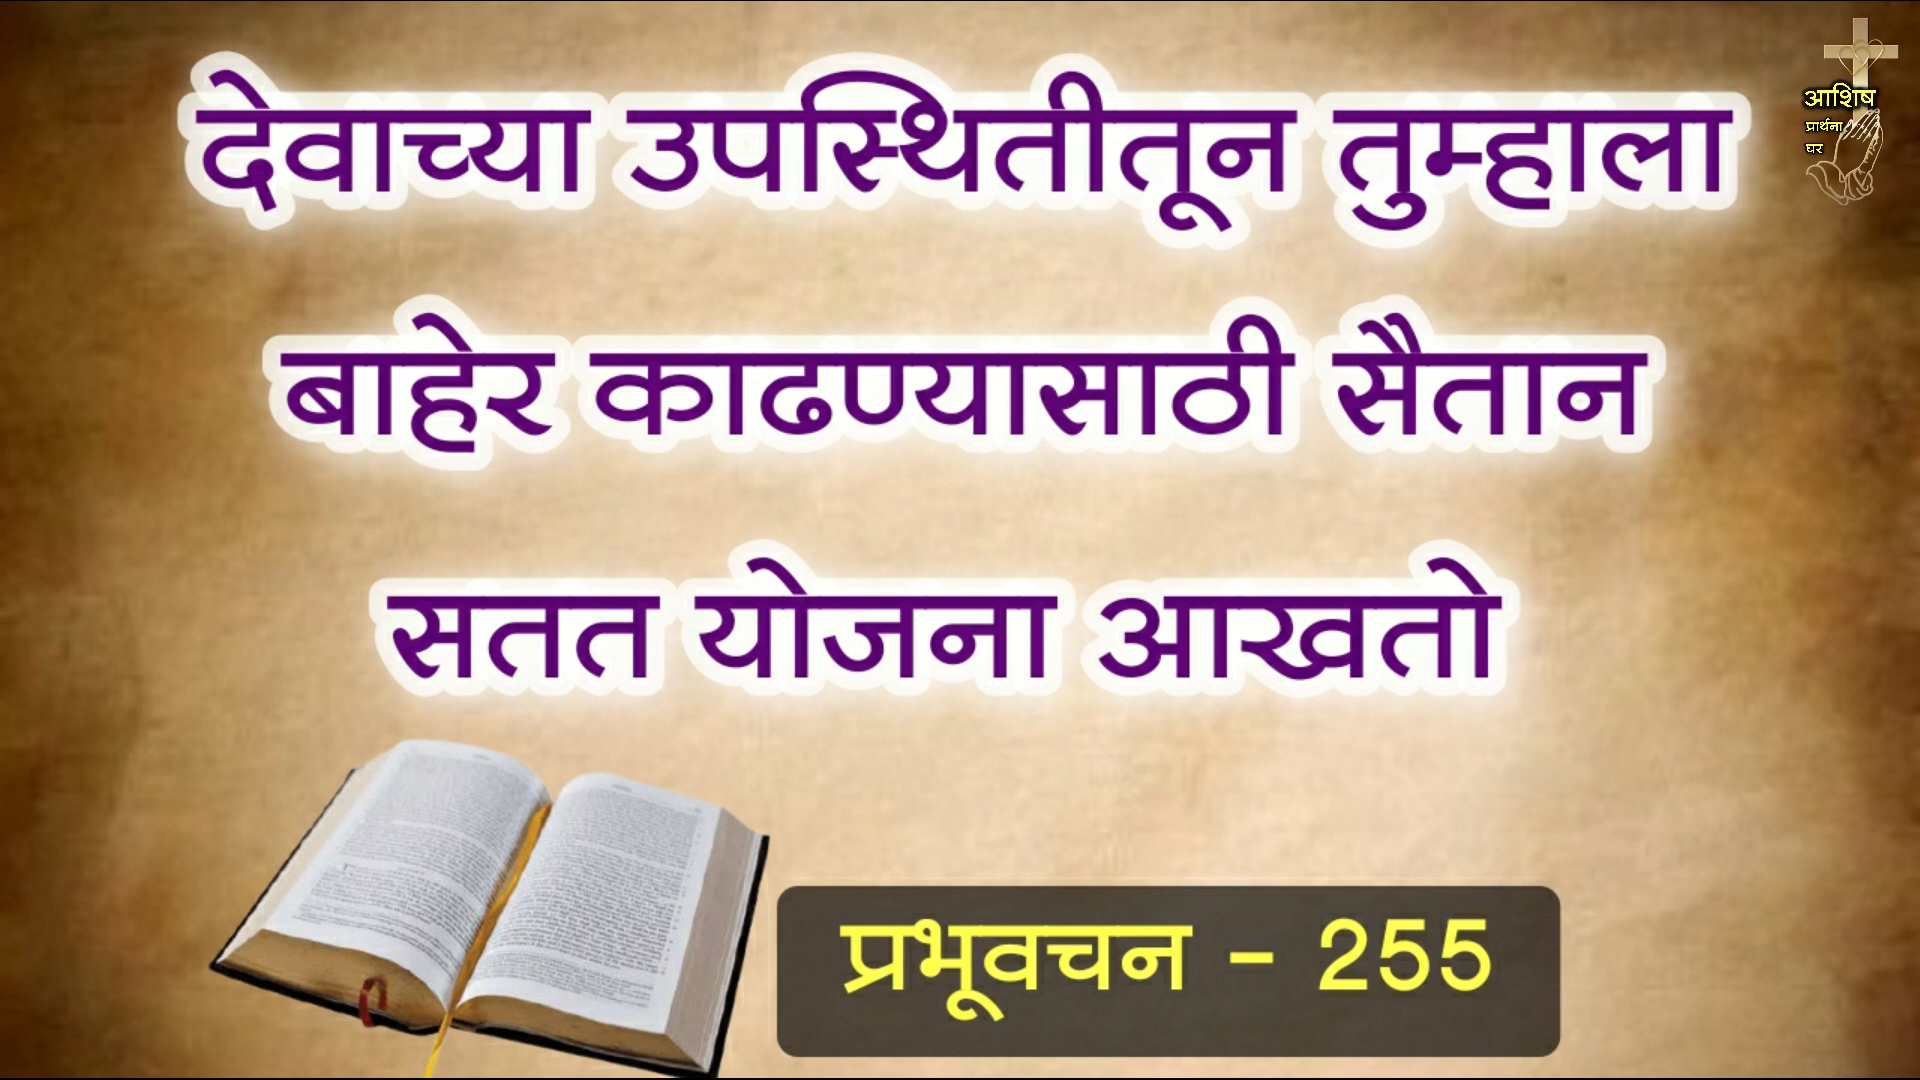 देवाच्या उपस्थितीतून तुम्हाला
बाहेर काढण्यासाठी सैतान
सतत योजना आखतो
प्रभूवचन - 255
आशिष
प्रार्थना
घर